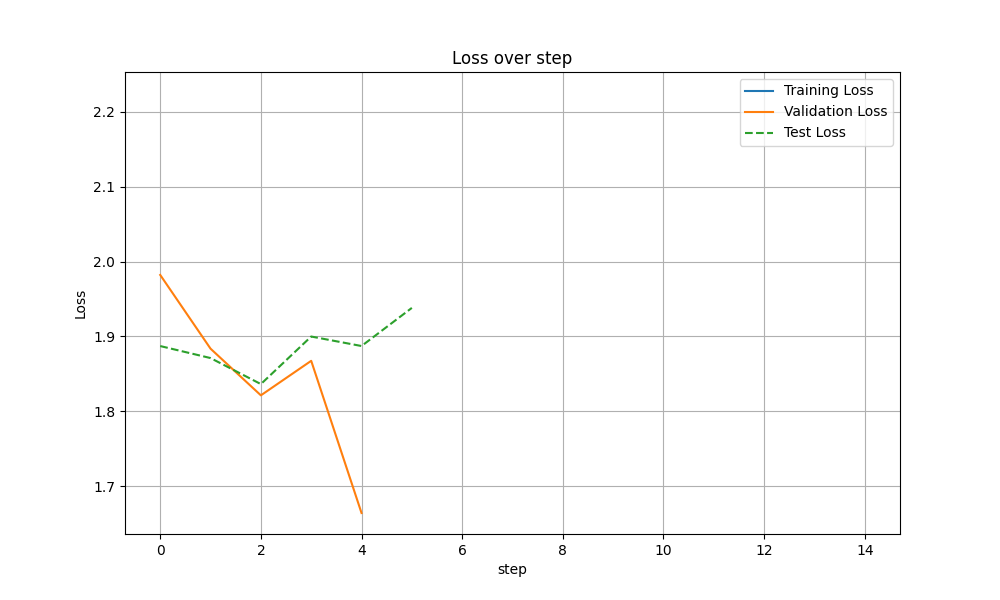 Loss over step
Training Loss
Validation Loss
Test Loss
2.2
2.1
2.0
1.9
1.8
1.7
Loss
0 2 4 6 8 10 12 14
step